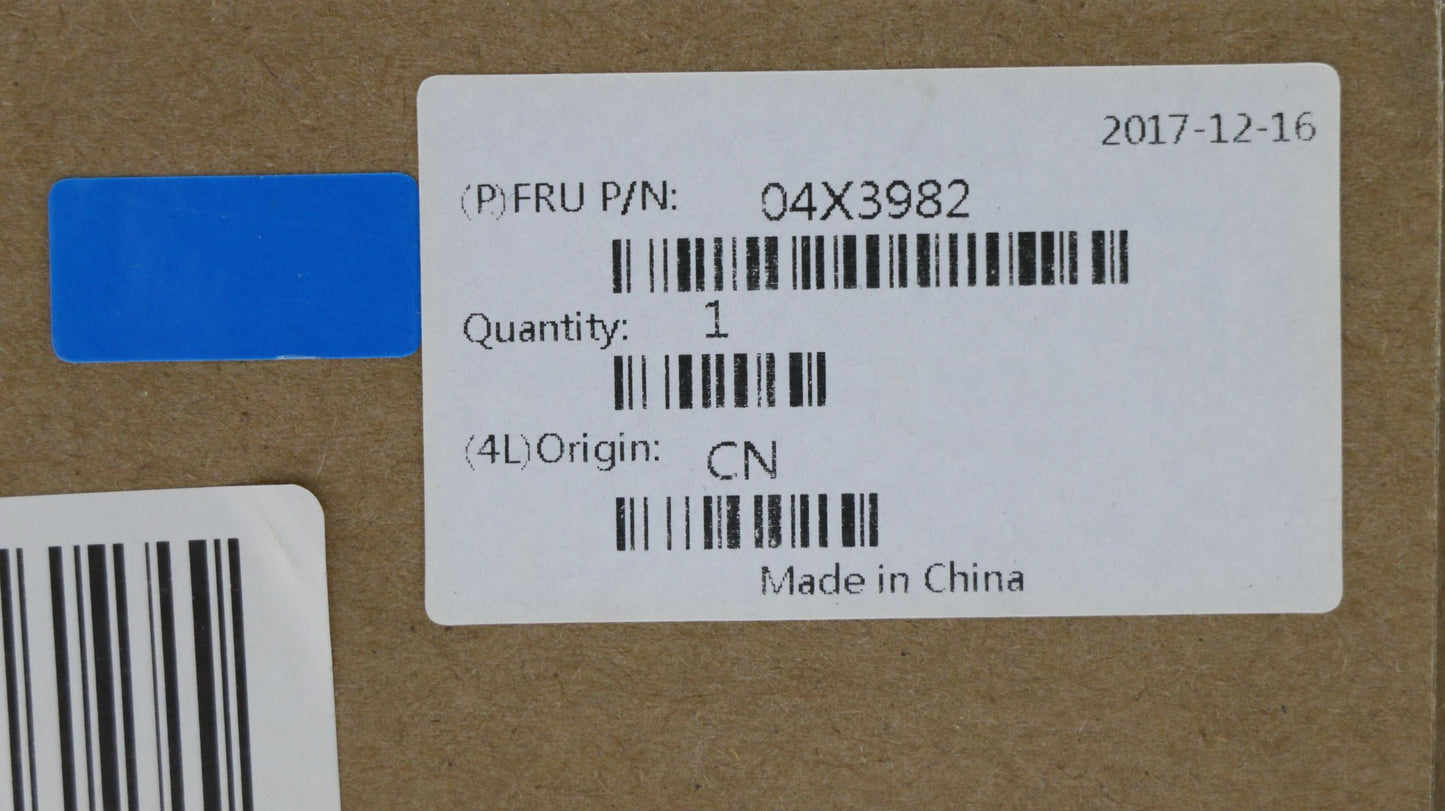 2017-12-16
(P)FRU P/N: 04X3982
Quantity: 1
(4L)Origin: CN
Made in China